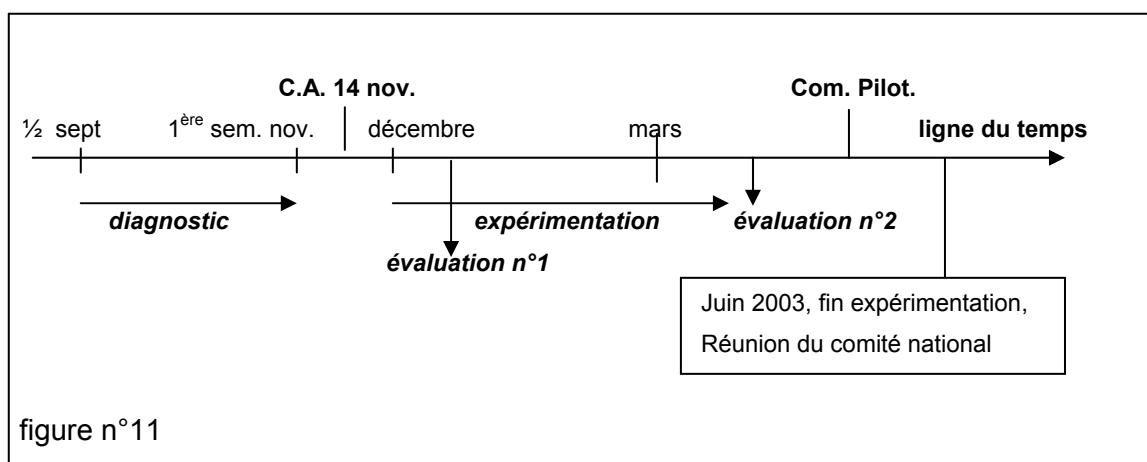 C.A. 14 nov.
Com. Pilot.
½ sept
1ère sem. nov.
décembre
mars
ligne du temps
diagnostic
expérimentation
évaluation n°2
évaluation n°1
Juin 2003, fin expérimentation,
Réunion du comité national
figure n°11